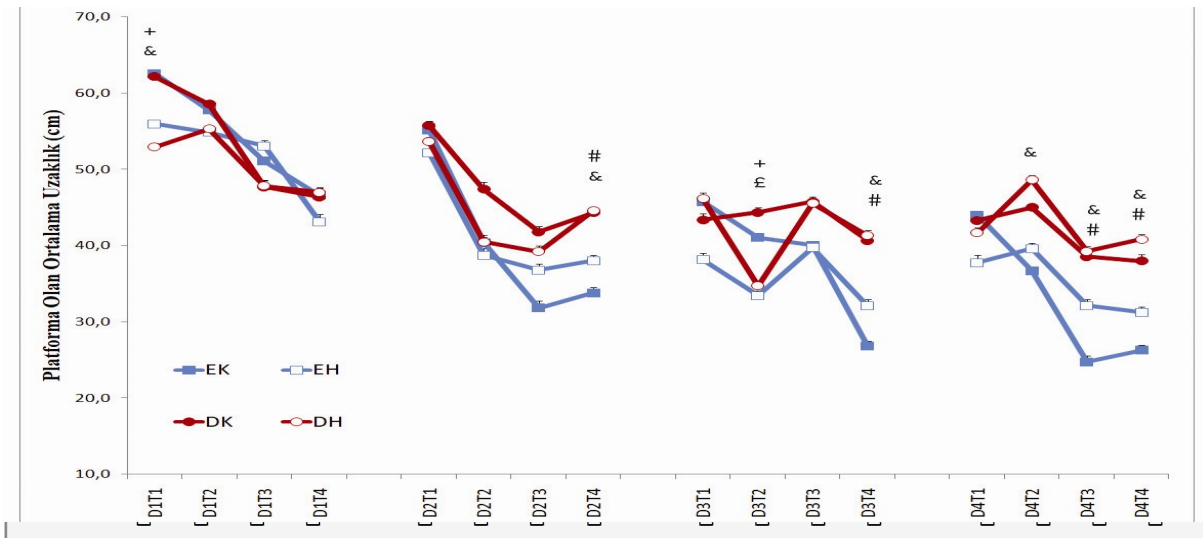 70,0
60,0
50,0
40,0
30,0
20,0
10,0
Platforma Olan Ortalama Uzaklık (cm)
+
&
#
&
+
£
&
#
&
&
#
&
#
EK
EH
DK
DH
D1T1
D1T2
D1T3
D1T4
D2T1
D2T2
D2T3
D2T4
D3T1
D3T2
D3T3
D3T4
D4T1
D4T2
D4T3
D4T4